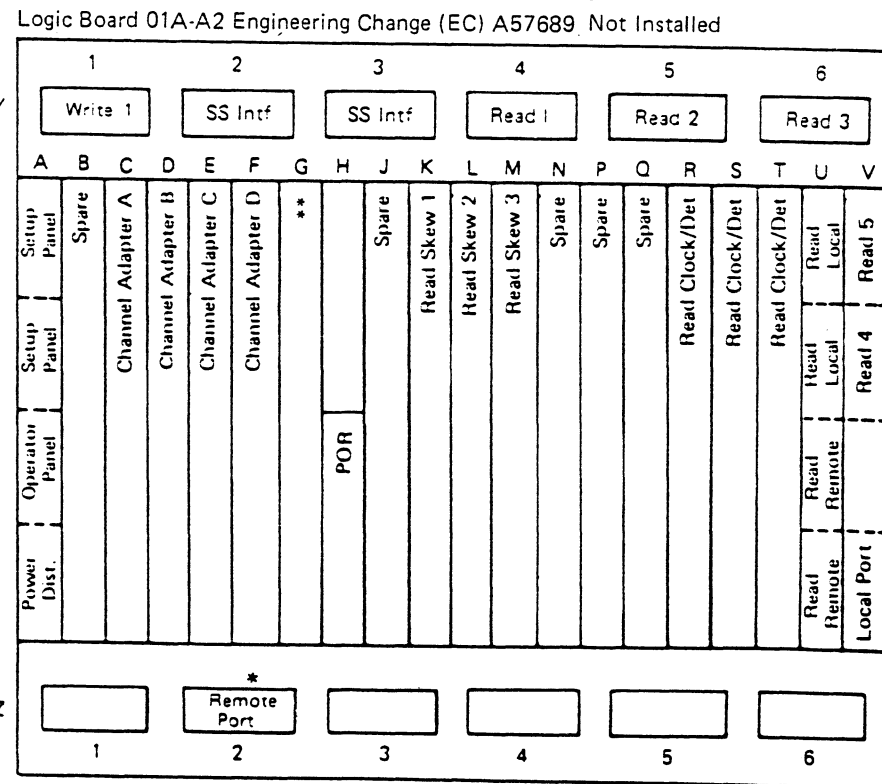 Logic Board 01A-A2 Engineering Change (EC) A57689 Not Installed
1 2 3 4 5 6
Write 1
SS Intf
SS Intf
Read 1
Read 2
Read 3
A B C D E F G H J K L M N P Q R S T U V
Setup
Panel
Setup
Panel
Operator
Panel
Power
Dist.
Spare
Channel Adapter A
Channel Adapter B
Channel Adapter C
Channel Adapter D
**
POR
Spare
Read Skew 1
Read Skew 2
Read Skew 3
Spare
Spare
Spare
Read Clock/Det
Read Clock/Det
Read Clock/Det
Read
Local
Read
Local
Read
Remote
Read
Remote
Read 5
Read 4
Local Port
*
Remote
Port
1 2 3 4 5 6